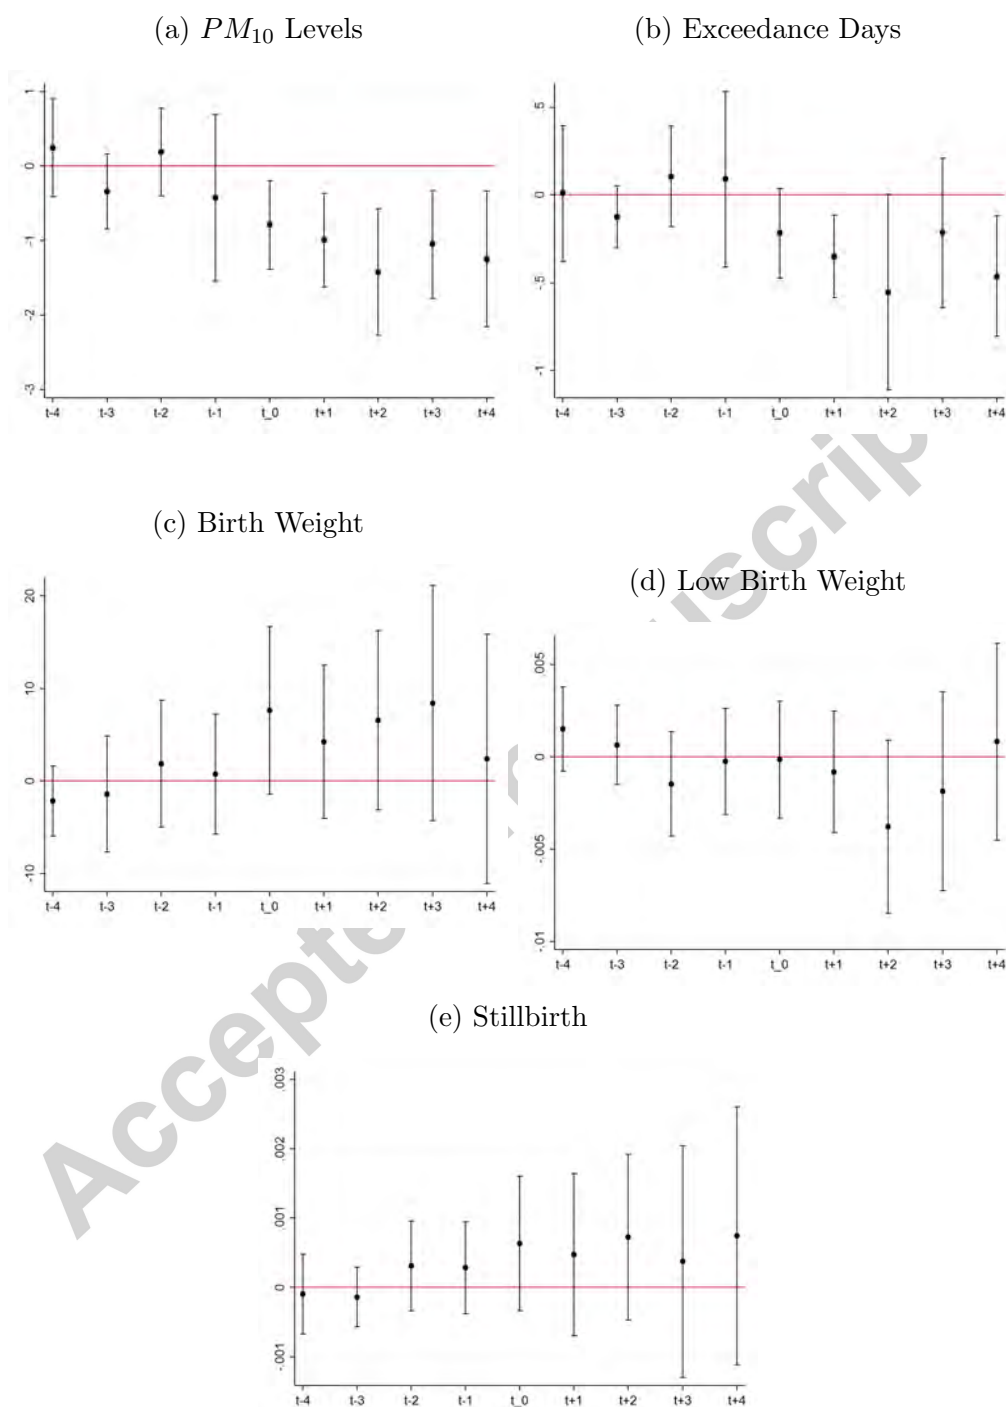 (a) PM10 Levels
(b) Exceedance Days
1
0
-1
-2
-3
t-4 t-3 t-2 t-1 t_0 t+1 t+2 t+3 t+4
.5
0
-.5
-1
t-4 t-3 t-2 t-1 t_0 t+1 t+2 t+3 t+4
(c) Birth Weight
(d) Low Birth Weight
20
10
0
-10
t-4 t-3 t-2 t-1 t_0 t+1 t+2 t+3 t+4
.005
0
-.005
-.01
t-4 t-3 t-2 t-1 t_0 t+1 t+2 t+3 t+4
(e) Stillbirth
.003
.002
.001
0
-.001
t-4 t-3 t-2 t-1 t_0 t+1 t+2 t+3 t+4